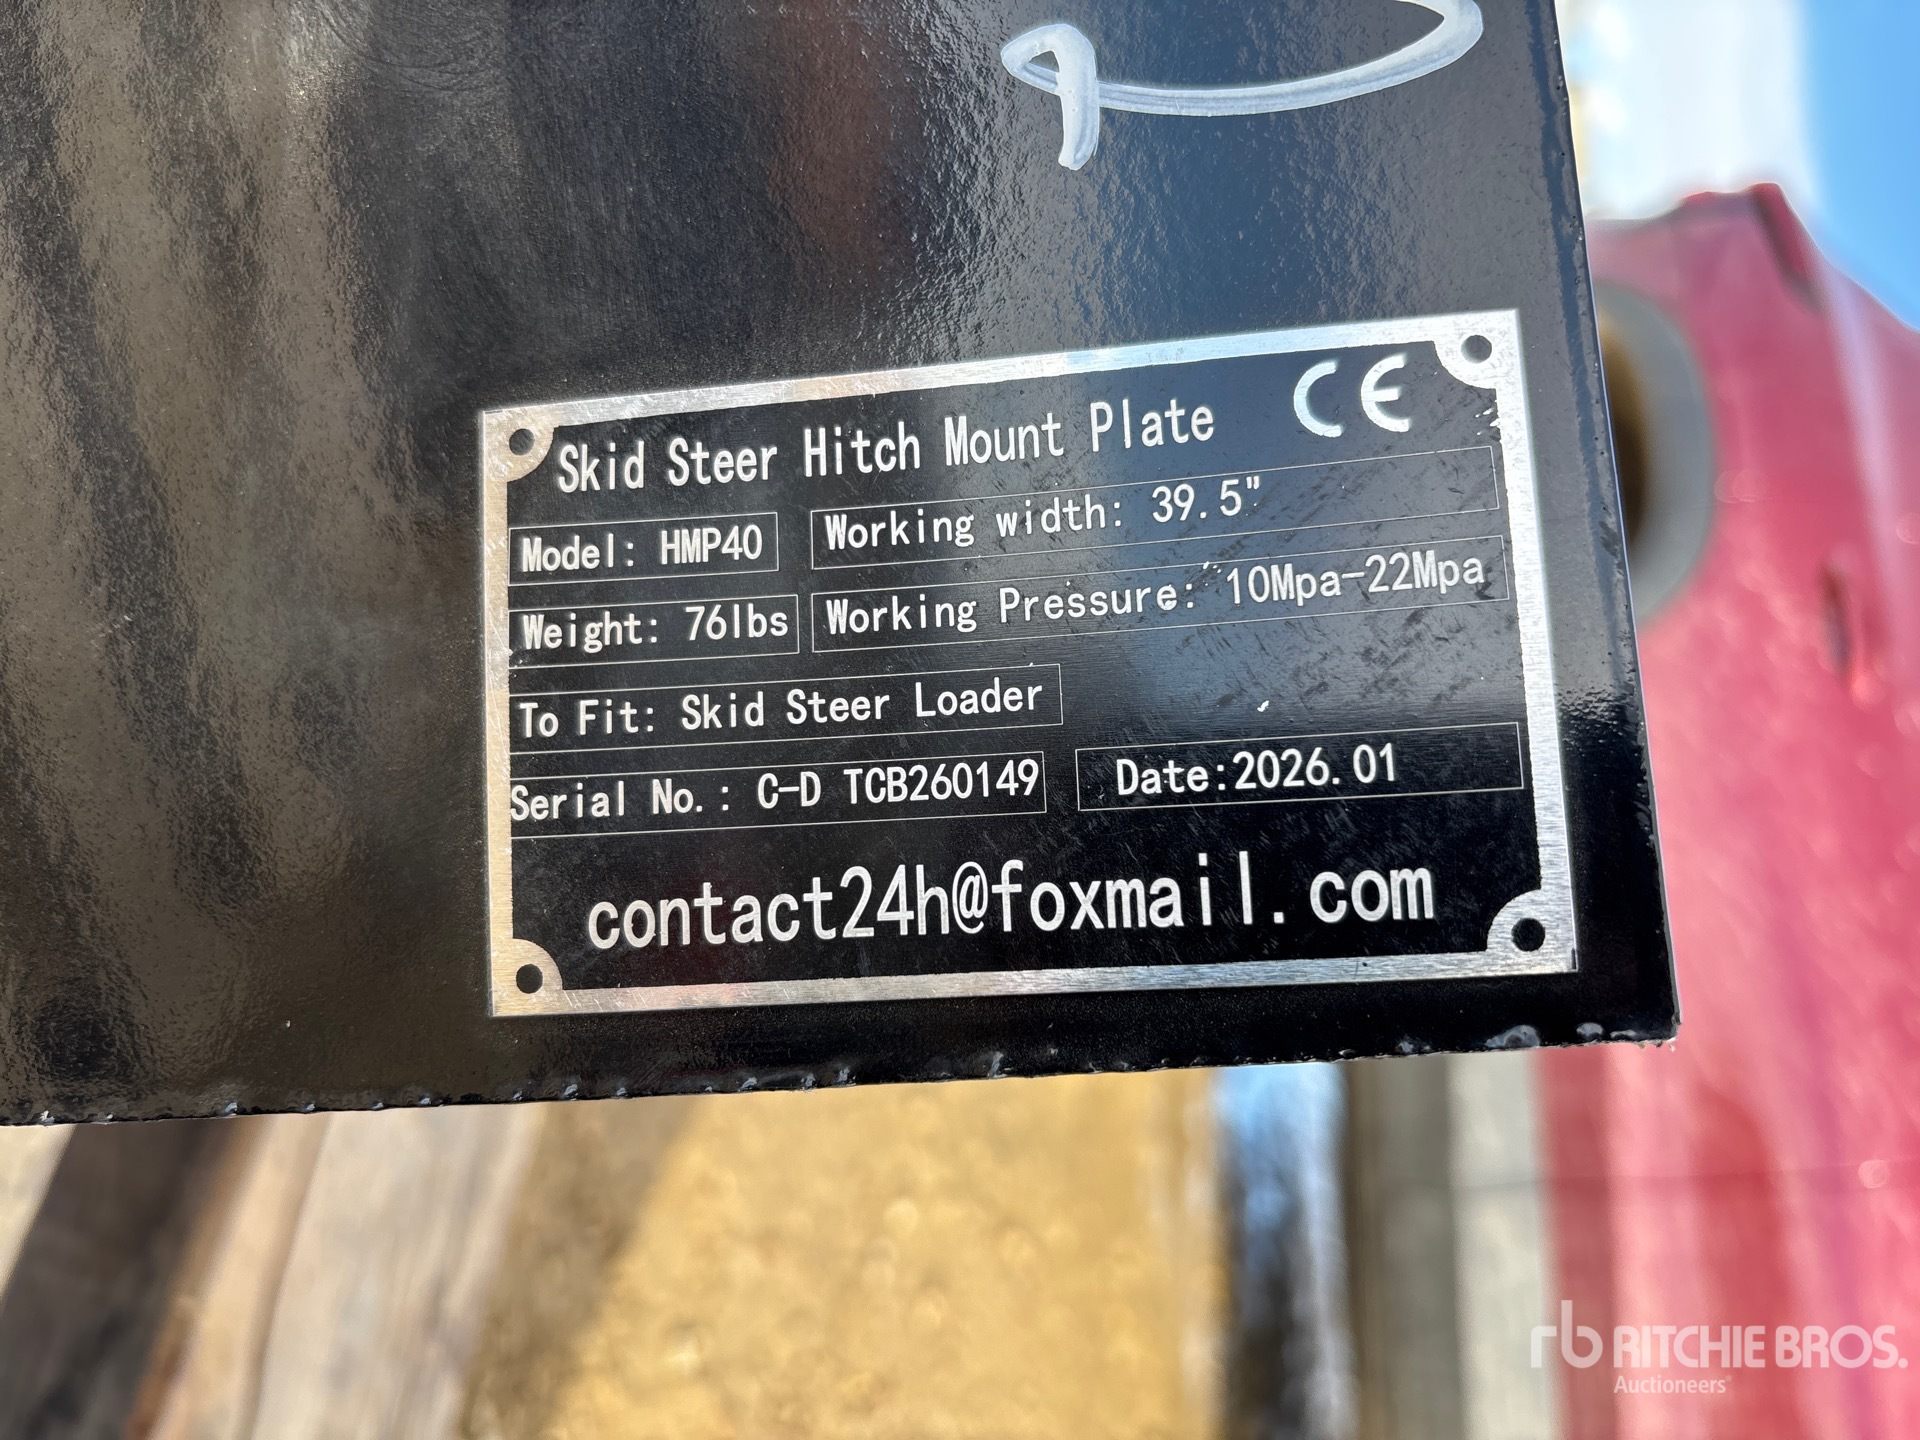 Skid Steer Hitch Mount Plate CE
Model: HMP40 Working width: 39.5"
Weight: 76lbs Working Pressure: 10Mpa-22Mpa
To Fit: Skid Steer Loader
Serial No.: C-D TCB260149 Date:2026.01
contact24h@foxmail.com
rb RITCHIE BROS.
Auctioneers